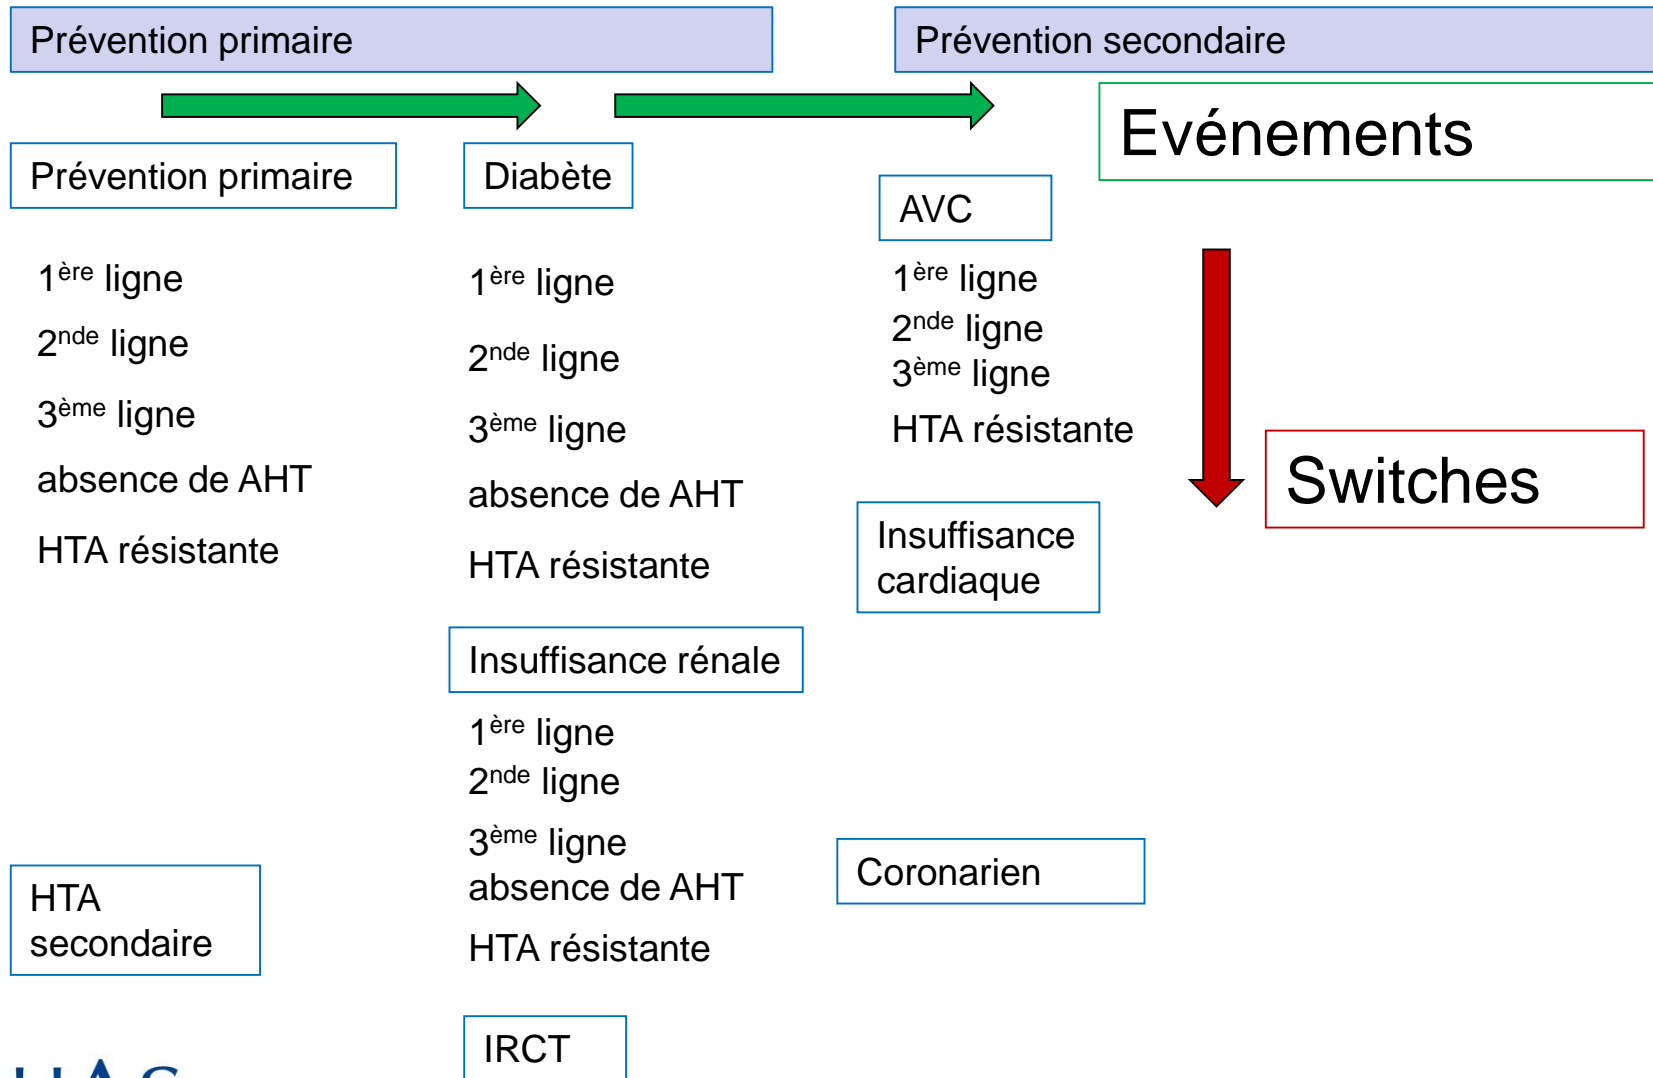 Prévention primaire
Prévention secondaire
Evénements
Prévention primaire
1ère ligne
2nde ligne
3ème ligne
absence de AHT
HTA résistante
HTA
secondaire
Diabète
1ère ligne
2nde ligne
3ème ligne
absence de AHT
HTA résistante
Insuffisance rénale
1ère ligne
2nde ligne
3ème ligne
absence de AHT
HTA résistante
IRCT
AVC
1ère ligne
2nde ligne
3ème ligne
HTA résistante
Insuffisance
cardiaque
Coronarien
Switches